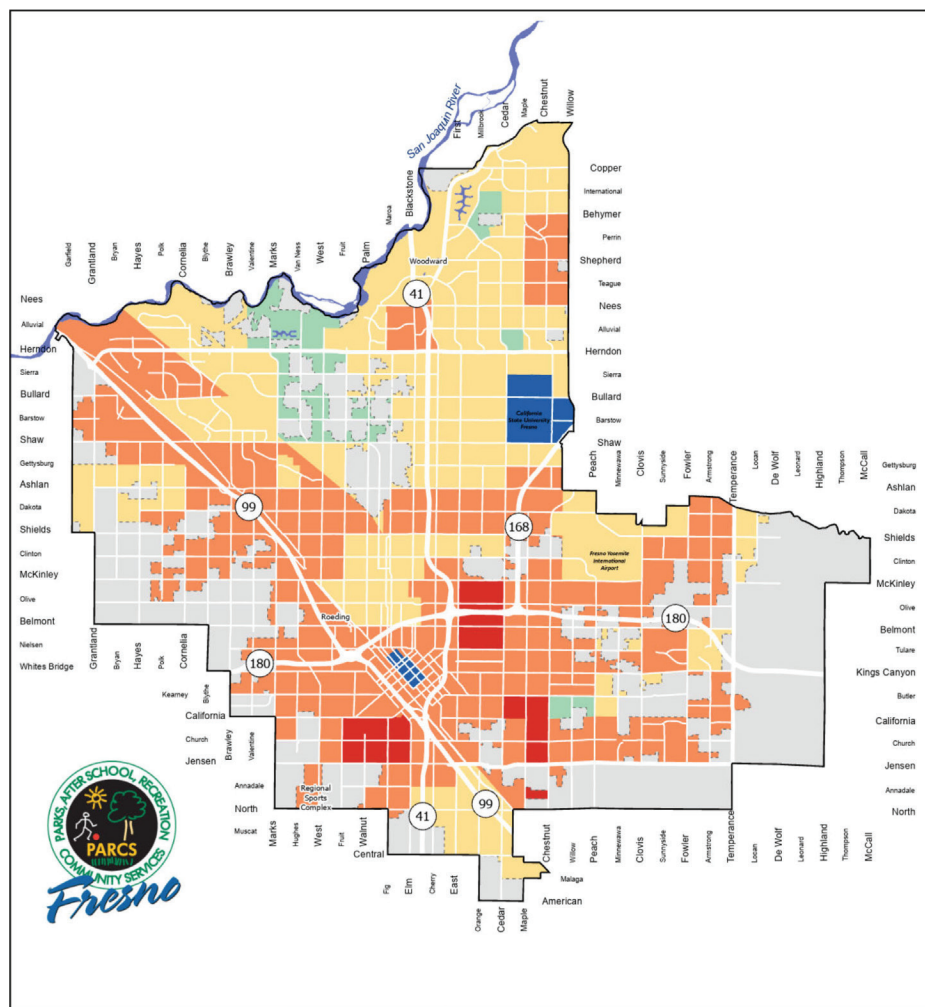 San Joaquin River
First
Millbrook
Cedar
Maple
Chestnut
Willow
Copper
International
Behymer
Perrin
Shepherd
Teague
Nees
Alluvial
Herndon
Sierra
Bullard
Barstow
Shaw
Garfield
Grantland
Bryan
Hayes
Polk
Cornelia
Blythe
Brawley
Valentine
Marks
Van Ness
West
Fruit
Palm
Maroa
Blackstone
Woodward
41
Nees
Alluvial
Herndon
Sierra
Bullard
Barstow
Shaw
Gettysburg
Ashlan
Dakota
Shields
Clinton
McKinley
Olive
Belmont
Nielsen
Whites Bridge
California
State University
Fresno
Peach
Minnewawa
Clovis
Sunnyside
Fowler
Armstrong
Temperance
Locan
De Wolf
Leonard
Highland
Thompson
McCall
Gettysburg
Ashlan
Dakota
Shields
Clinton
McKinley
Olive
Belmont
Tulare
Kings Canyon
Butler
California
Church
Jensen
Annadale
North
99
168
Fresno Yosemite
International
Airport
180
Roeding
180
Grantland
Bryan
Hayes
Polk
Cornelia
Kearney
Blythe
California
Church
Brawley
Valentine
Jensen
Annadale
North
Muscat
Regional
Sports
Complex
41
99
Marks
Hughes
West
Fruit
Walnut
Central
Fig
Elm
Cherry
East
Orange
Cedar
Maple
American
Malaga
Chestnut
Willow
Peach
Minnewawa
Clovis
Sunnyside
Fowler
Armstrong
Temperance
Locan
De Wolf
Leonard
Highland
Thompson
McCall
PARKS, AFTER SCHOOL, RECREATION
COMMUNITY SERVICES
PARCS
Fresno